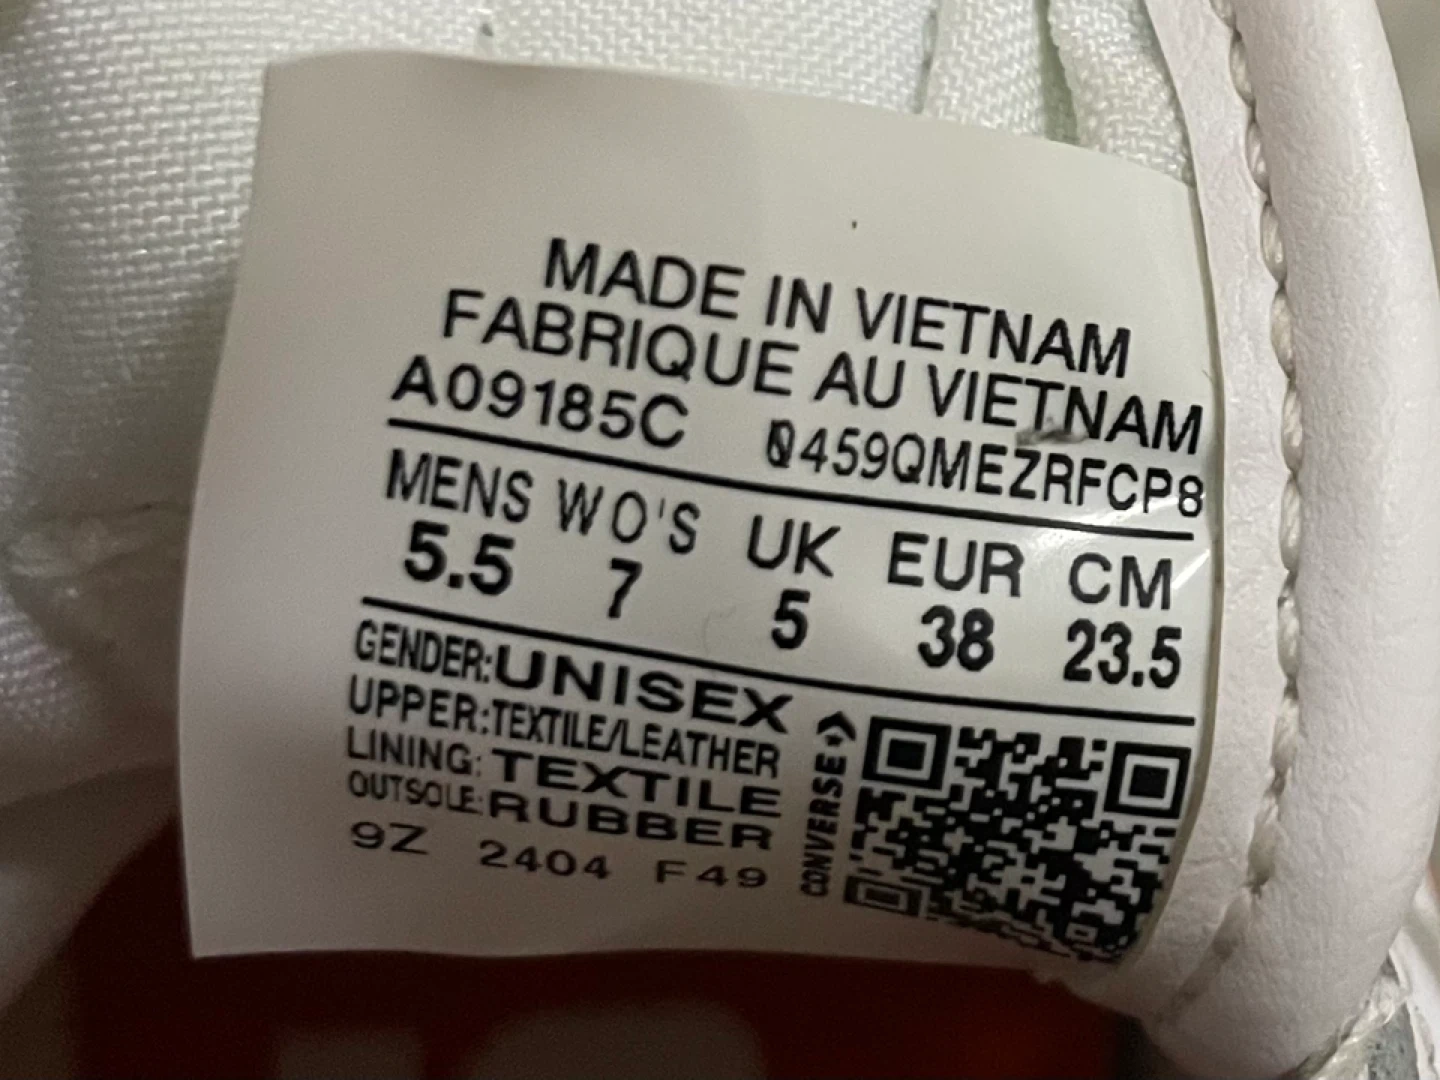 MADE IN VIETNAM
FABRIQUE AU VIETNAM
A09185C 0459QMEZRFCP8
MENS WO'S UK EUR CM
5.5 7 5 38 23.5
GENDER:UNISEX
UPPER:TEXTILE/LEATHER
LINING:TEXTILE
OUTSOLE:RUBBER
9Z 2404 F49
CONVERSE